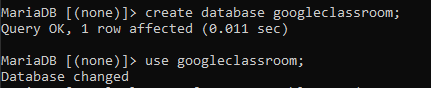 MariaDB [(none)]> create database googleclassroom;
Query OK, 1 row affected (0.011 sec)
MariaDB [(none)]> use googleclassroom;
Database changed